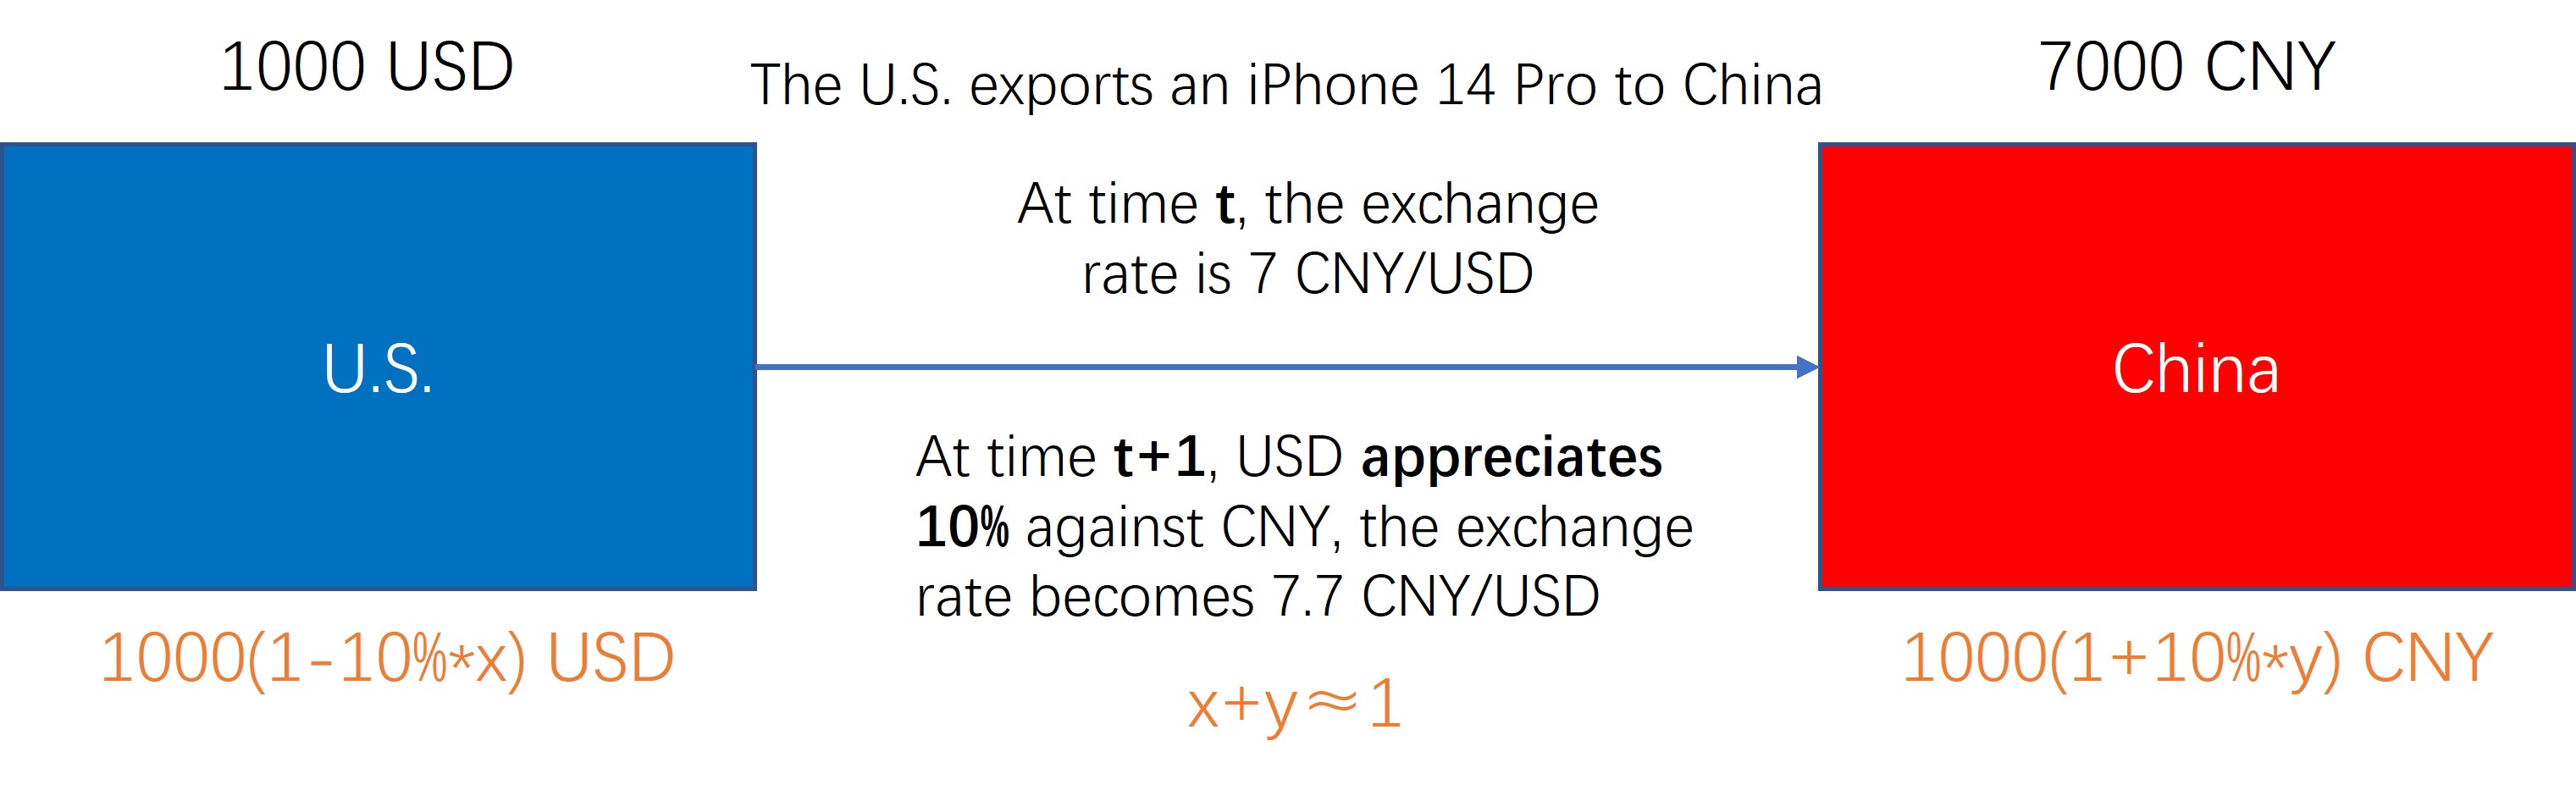 1000 USD
The U.S. exports an iPhone 14 Pro to China
7000 CNY
At time t, the exchange
rate is 7 CNY/USD
U.S.
China
At time t+1, USD appreciates
10% against CNY, the exchange
rate becomes 7.7 CNY/USD
1000(1-10%*x) USD
1000(1+10%*y) CNY
x+y≈1